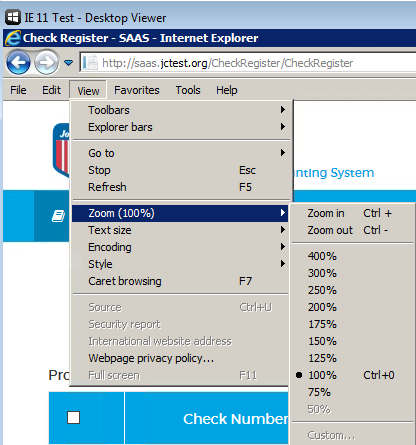 IE 11 Test - Desktop Viewer
Check Register - SAAS - Internet Explorer
http://saas.jctest.org/CheckRegister/CheckRegister
File Edit View Favorites Tools Help
Toolbars
Explorer bars
Go to
Stop Esc
Refresh F5
Zoom (100%)
Text size
Encoding
Style
Caret browsing F7
Source Ctrl+U
Security report
International website address
Webpage privacy policy...
Full screen F11
Zoom in Ctrl +
Zoom out Ctrl -
400%
300%
250%
200%
175%
150%
125%
100% Ctrl+0
75%
50%
Custom...
Jo
nting System
Pro
Check Number